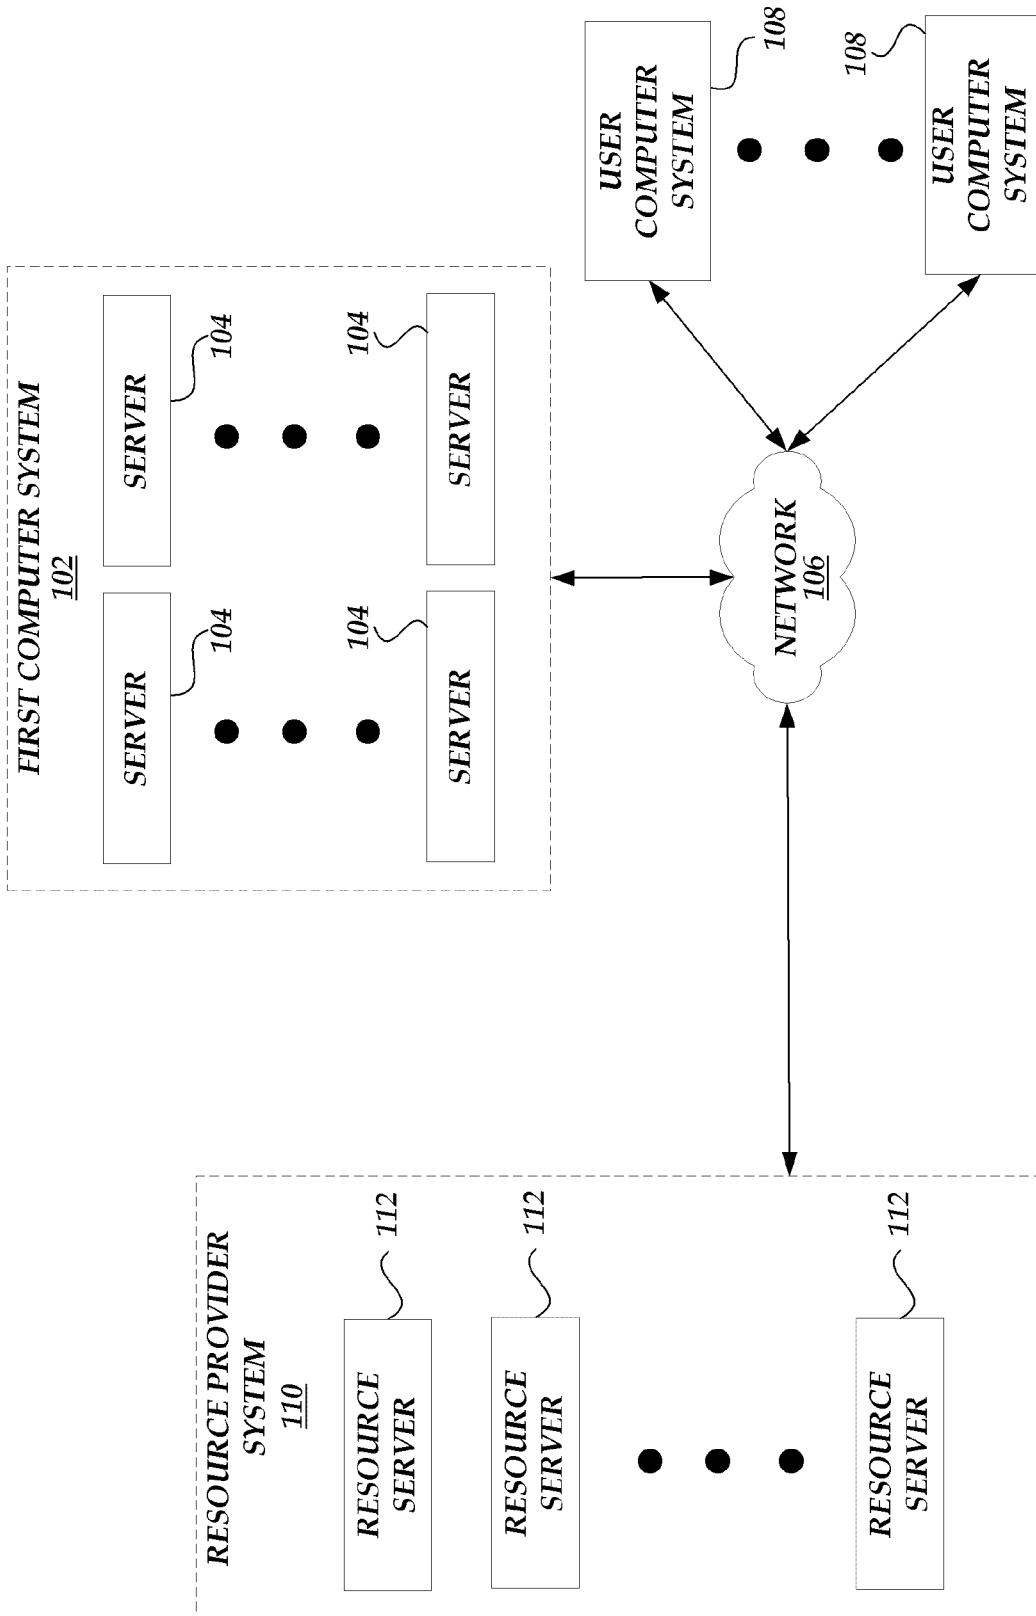 FIRST COMPUTER SYSTEM
102
SERVER
104
SERVER
104
SERVER
104
SERVER
104
RESOURCE PROVIDER
SYSTEM
110
RESOURCE
SERVER
112
RESOURCE
SERVER
112
RESOURCE
SERVER
112
NETWORK
106
USER
COMPUTER
SYSTEM
108
USER
COMPUTER
SYSTEM
108